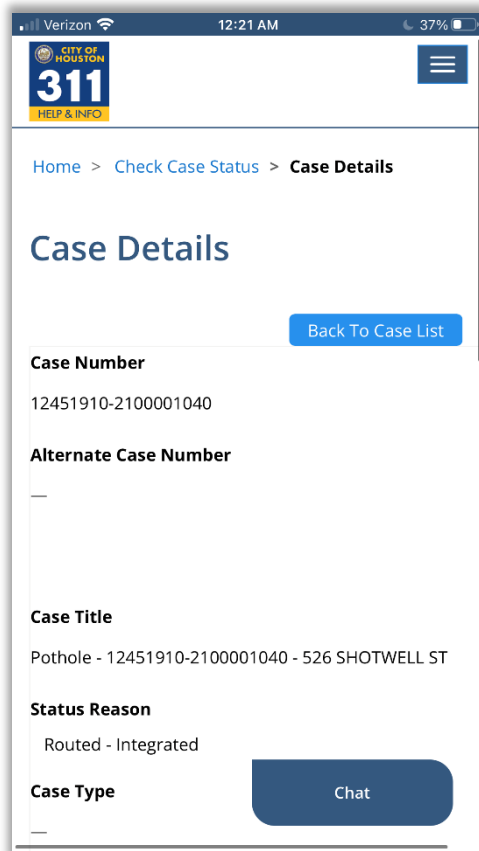 Verizon 12:21 AM 37%
CITY OF
HOUSTON
311
HELP & INFO
Home > Check Case Status > Case Details
Case Details
Back To Case List
Case Number
12451910-2100001040
Alternate Case Number
—
Case Title
Pothole - 12451910-2100001040 - 526 SHOTWELL ST
Status Reason
Routed - Integrated
Case Type
Chat
—